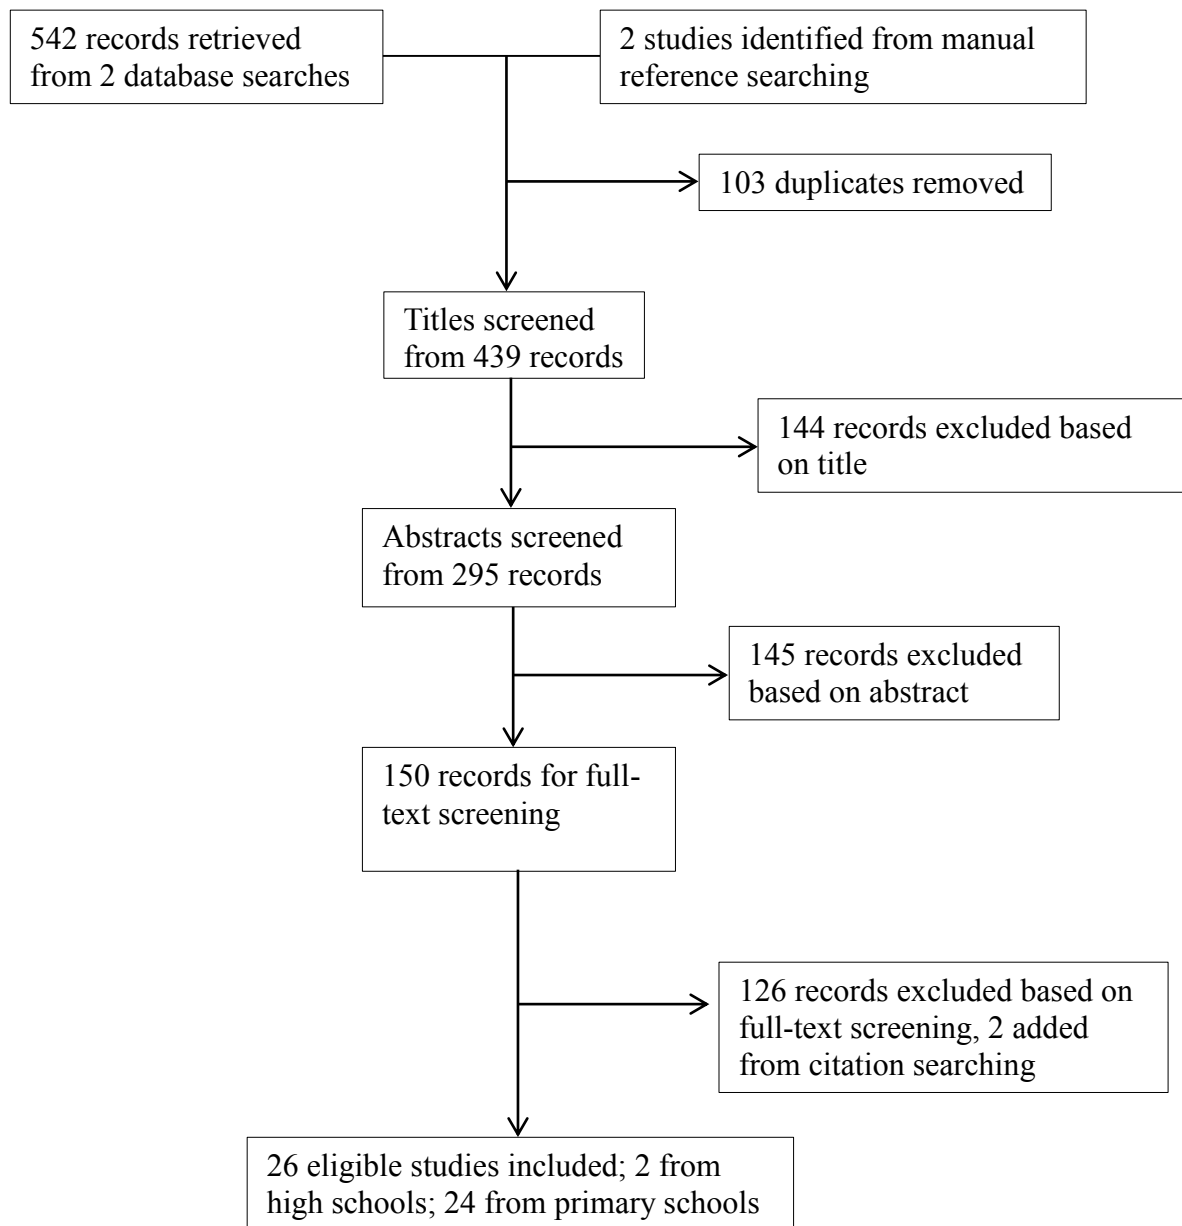 542 records retrieved
from 2 database searches
2 studies identified from manual
reference searching
103 duplicates removed
Titles screened
from 439 records
144 records excluded based
on title
Abstracts screened
from 295 records
145 records excluded
based on abstract
150 records for full-
text screening
126 records excluded based on
full-text screening, 2 added
from citation searching
26 eligible studies included; 2 from
high schools; 24 from primary schools